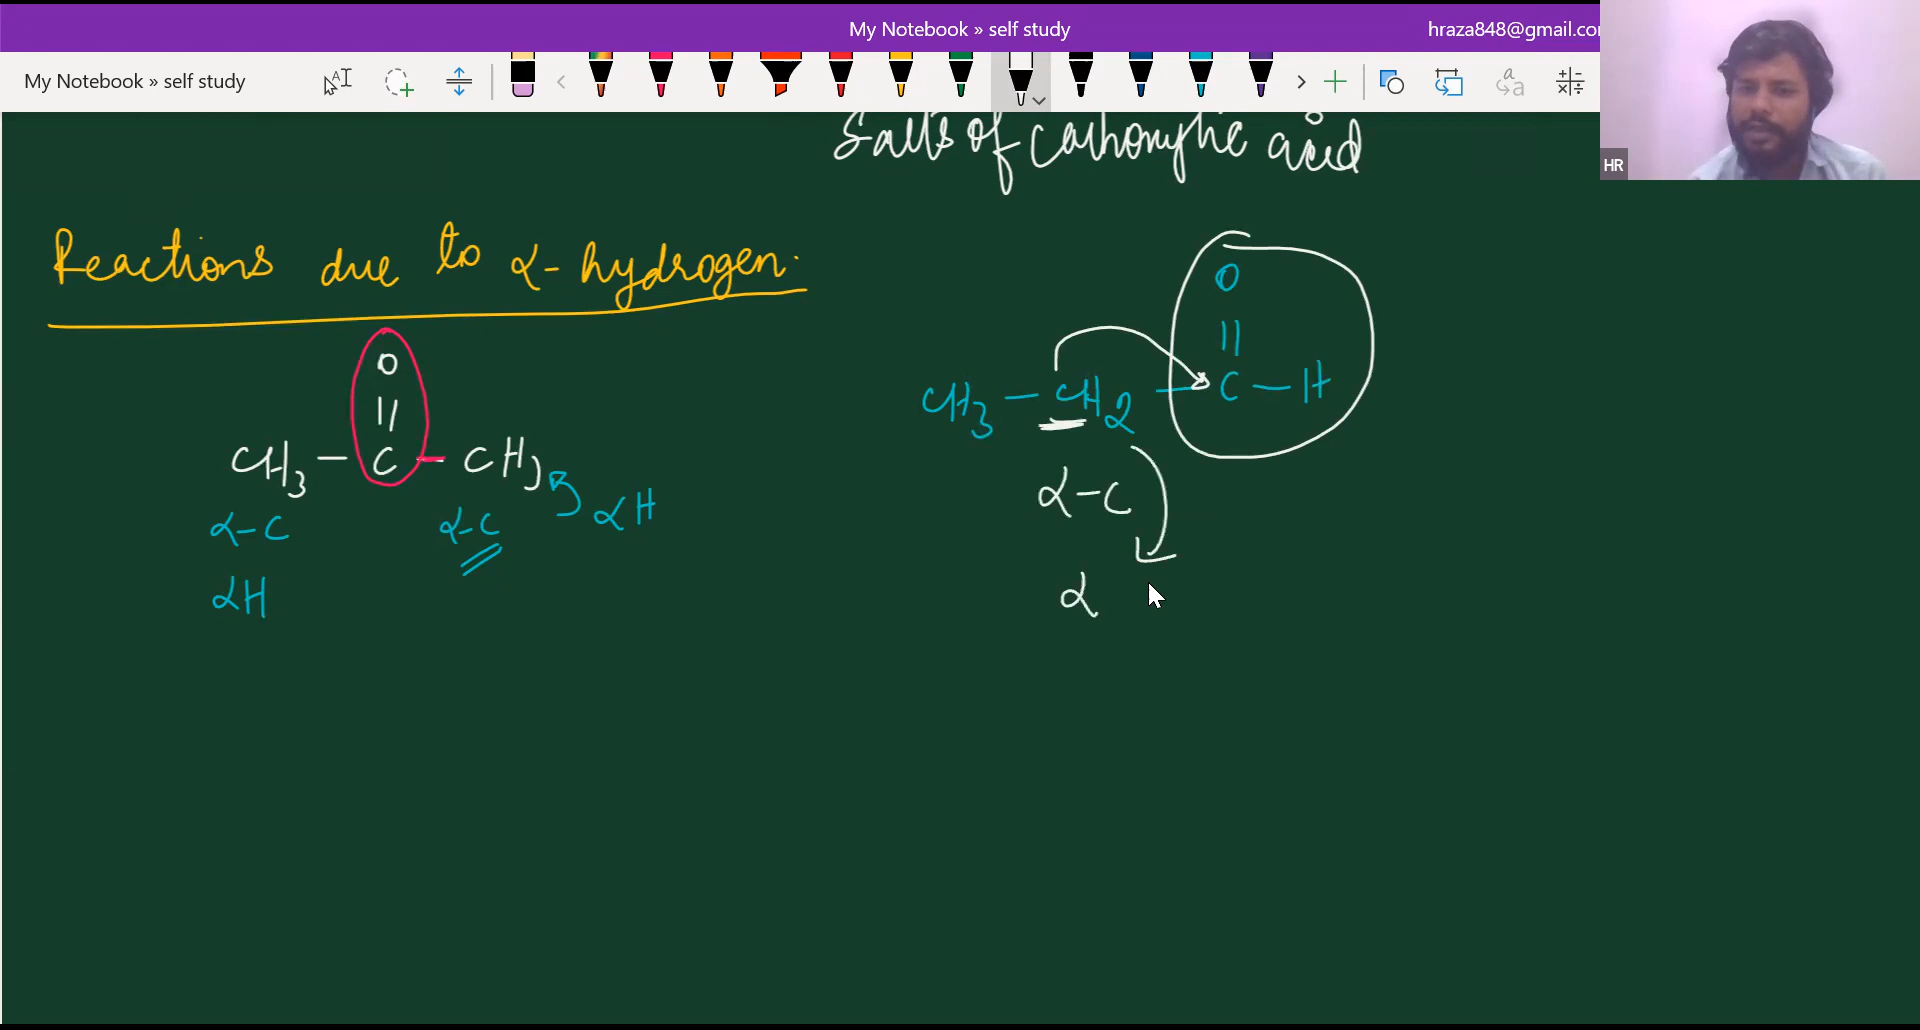 My Notebook » self study
hraza848@gmail.co
My Notebook » self study
HR
Salts of carboxylic acid
Reactions due to α-hydrogen.
O
||
CH3 – C – CH3
α-C α-C αH
αH
O
||
CH3 – CH2 – C – H
α-C
α